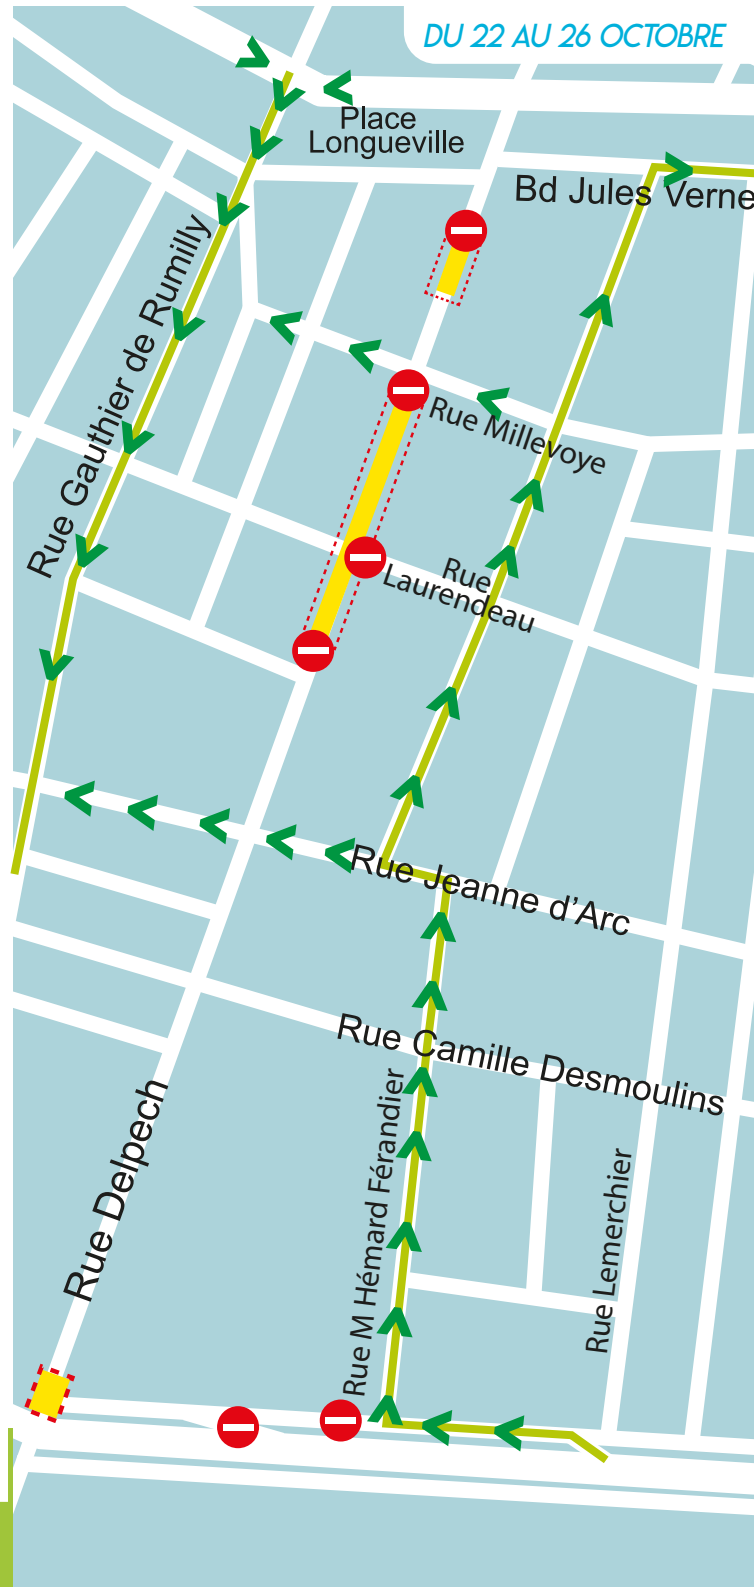 DU 22 AU 26 OCTOBRE
Place
Longueville
Bd Jules Verne
Rue Gauthier de Rumilly
Rue Millevoye
Rue
Laurendeau
Rue Jeanne d'Arc
Rue Camille Desmoulins
Rue Delpech
Rue M Hémard Férandier
Rue Lemerchier